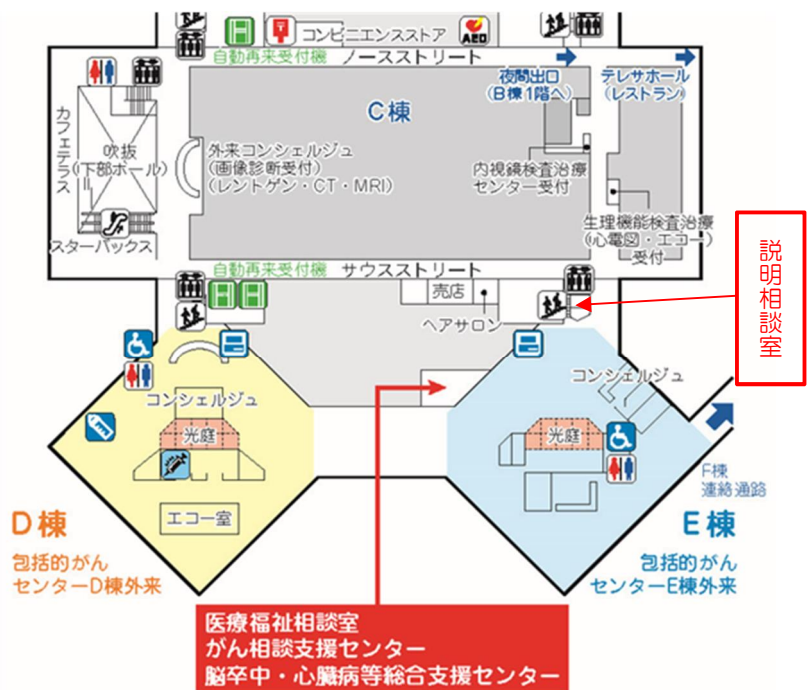 コンビニエンスストア
AED
自動再来受付機
ノースストリート
夜間出口
(B棟1階へ)
テレサホール
(レストラン)
C棟
カフェテラス
吹抜
(下部ホール)
外来コンシェルジュ
(画像診断受付)
(レントゲン・CT・MRI)
内視鏡検査治療
センター受付
生理機能検査治療
(心電図・エコー)
受付
スターバックス
説明相談室
自動再来受付機
サウスストリート
売店
ヘアサロン
コンシェルジュ
コンシェルジュ
光庭
光庭
エコー室
F棟
連絡通路
D棟
包括的がん
センターD棟外来
E棟
包括的がん
センターE棟外来
医療福祉相談室
がん相談支援センター
脳卒中・心臓病等総合支援センター